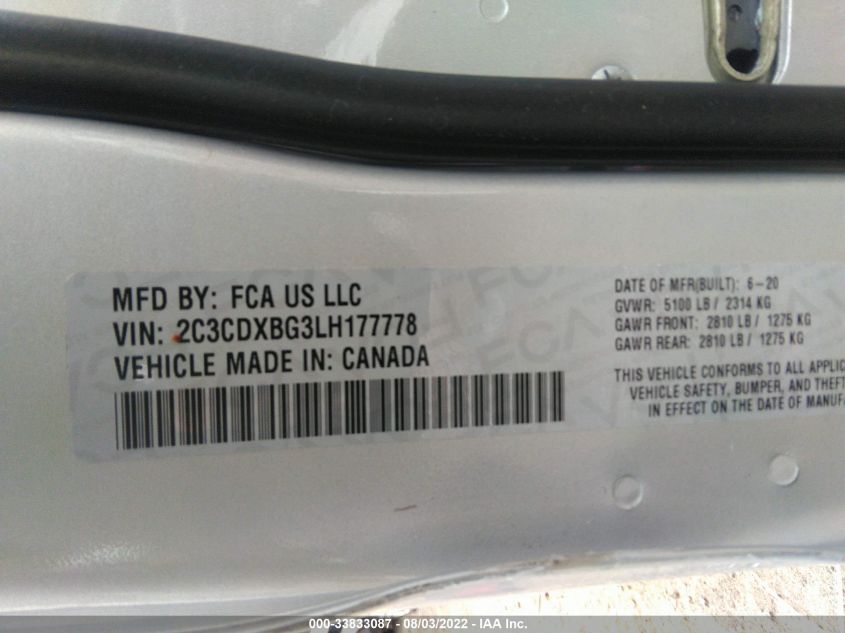 MFD BY: FCA US LLC
VIN: 2C3CDXBG3LH177778
VEHICLE MADE IN: CANADA
DATE OF MFR(BUILT): 6-20
GVWR: 5100 LB / 2314 KG
GAWR FRONT: 2810 LB / 1275 KG
GAWR REAR: 2810 LB / 1275 KG
THIS VEHICLE CONFORMS TO ALL APPLIC
VEHICLE SAFETY, BUMPER, AND THEFT
IN EFFECT ON THE DATE OF MANUFA
000-33833087 - 08/03/2022 - IAA Inc.